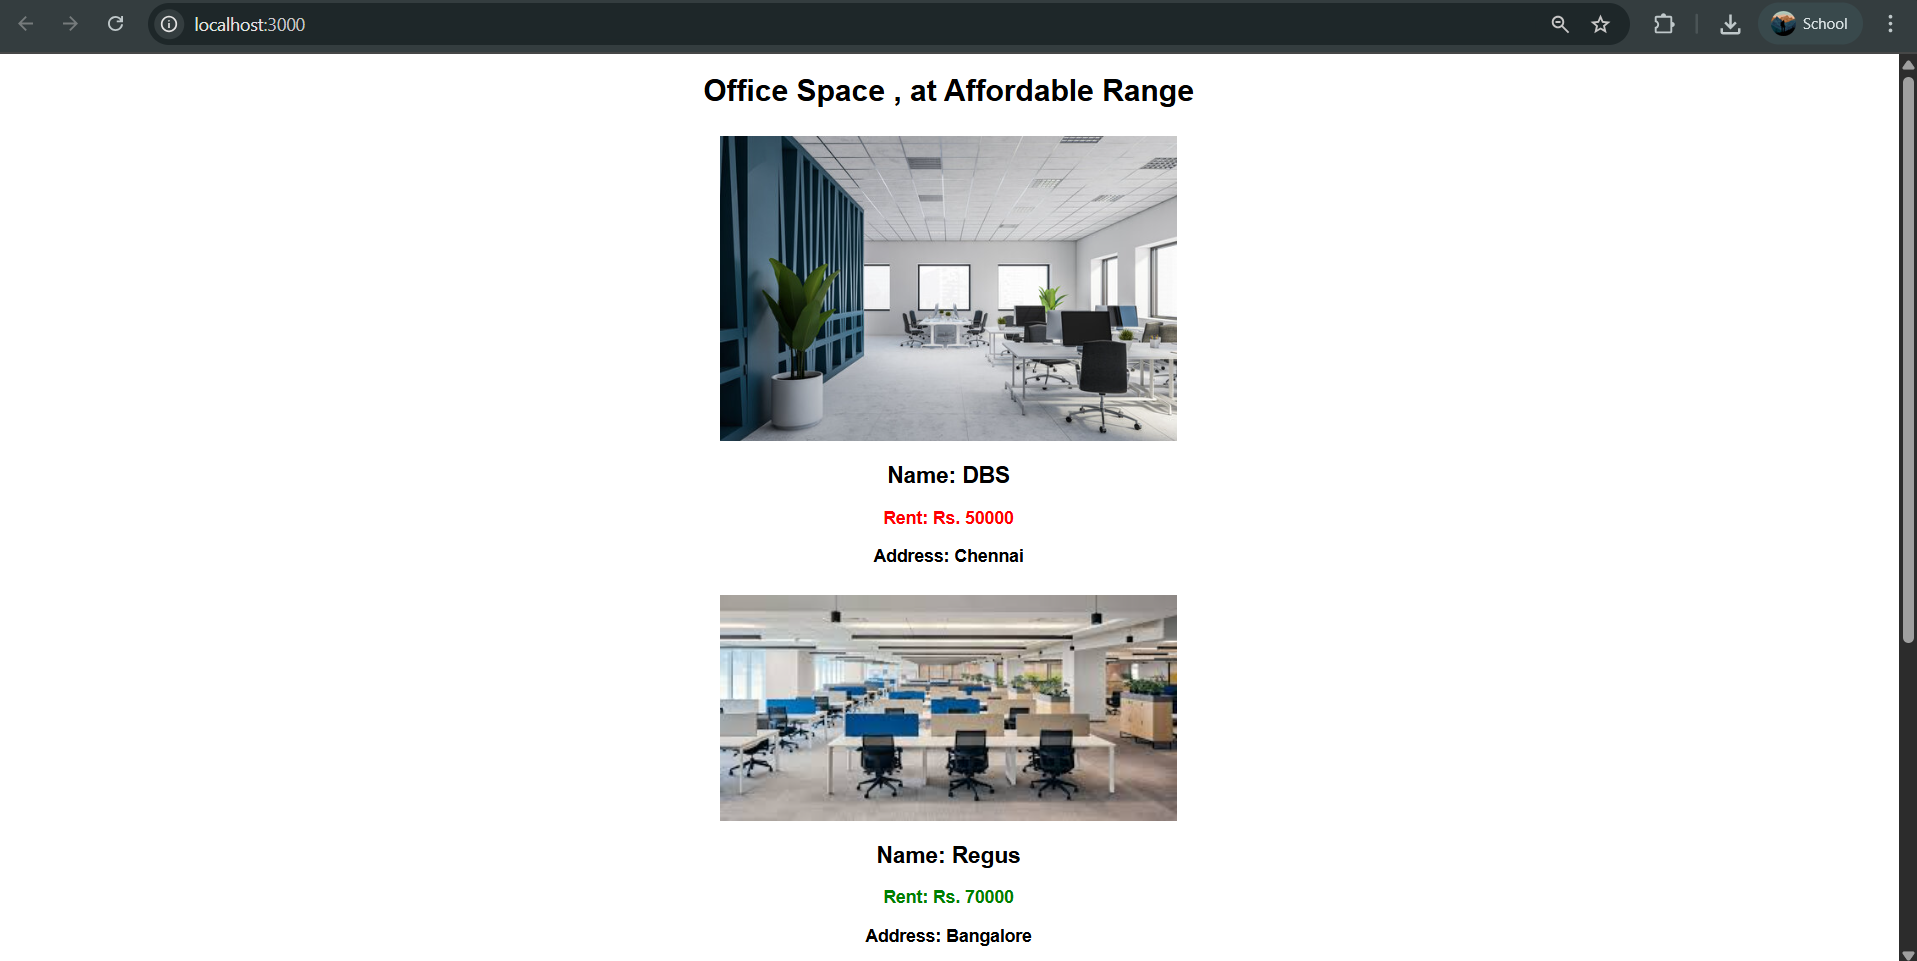 localhost:3000
School
Office Space , at Affordable Range
Name: DBS
Rent: Rs. 50000
Address: Chennai
Name: Regus
Rent: Rs. 70000
Address: Bangalore